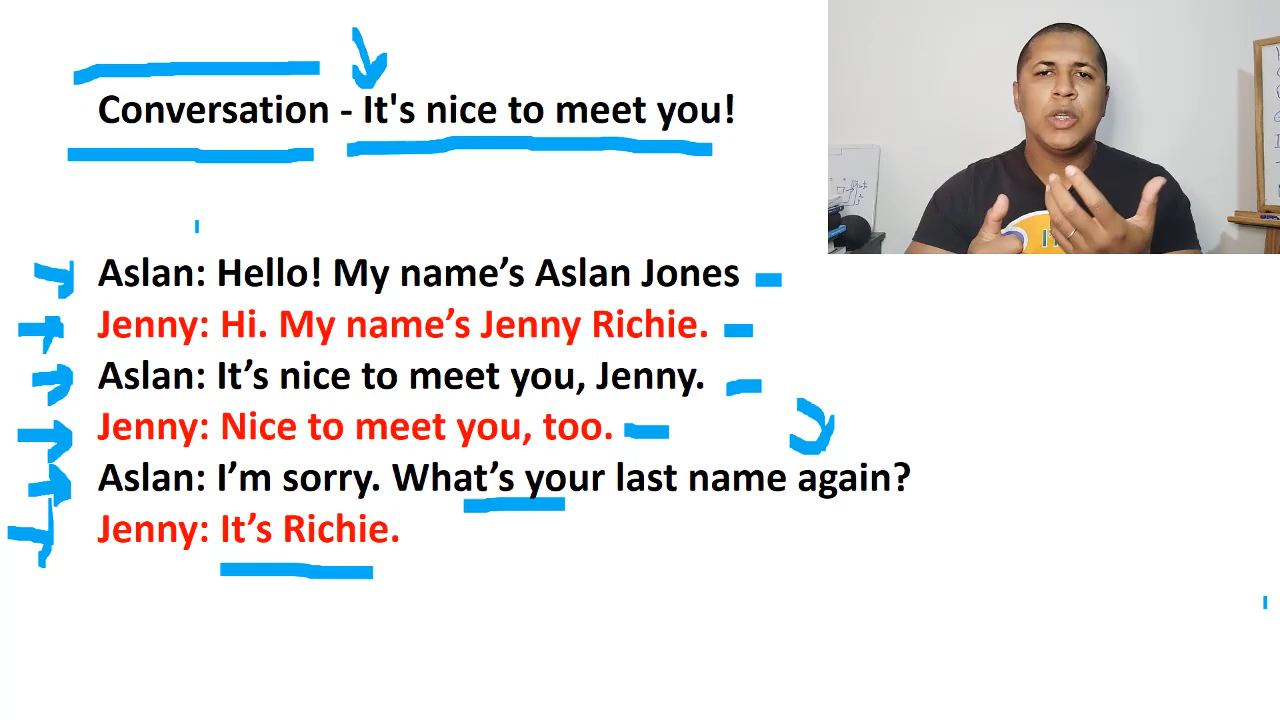 Conversation - It's nice to meet you!
Aslan: Hello! My name’s Aslan Jones
Jenny: Hi. My name’s Jenny Richie.
Aslan: It’s nice to meet you, Jenny.
Jenny: Nice to meet you, too.
Aslan: I’m sorry. What’s your last name again?
Jenny: It’s Richie.